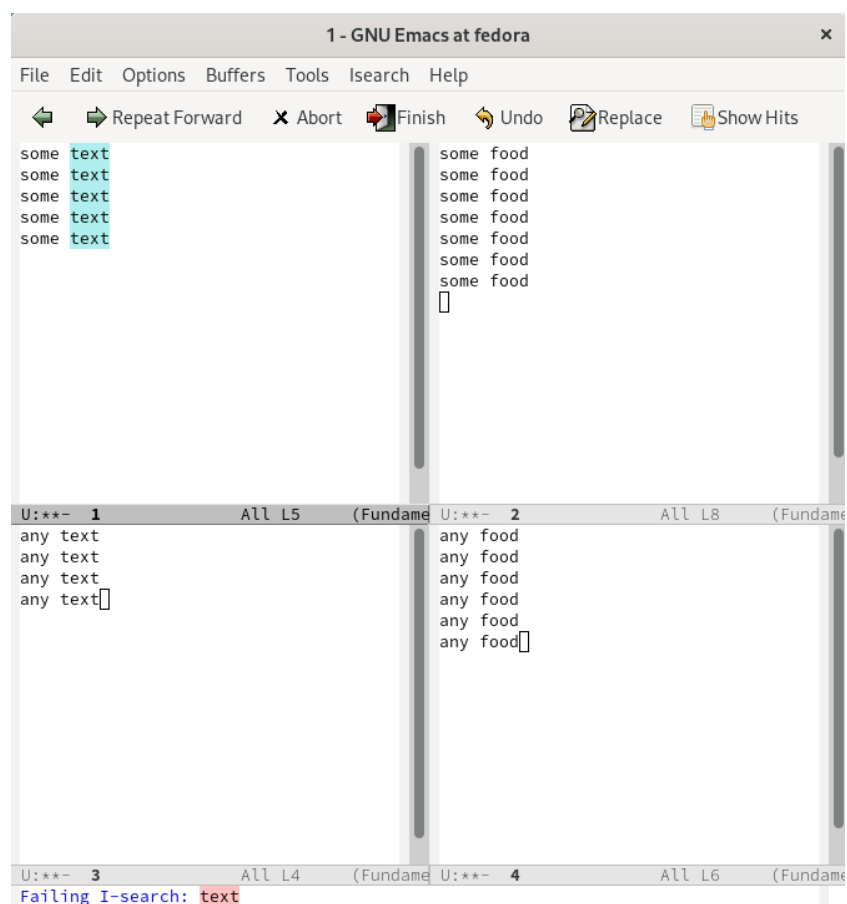 1 - GNU Emacs at fedora ×
File Edit Options Buffers Tools Isearch Help
Repeat Forward Abort Finish Undo Replace Show Hits
some text
some text
some text
some text
some text
U:**- 1 All L5 (Fundame
some food
some food
some food
some food
some food
some food
some food
U:**- 2 All L8 (Fundame
any text
any text
any text
any text
U:**- 3 All L4 (Fundame
any food
any food
any food
any food
any food
any food
U:**- 4 All L6 (Fundame
Failing I-search: text